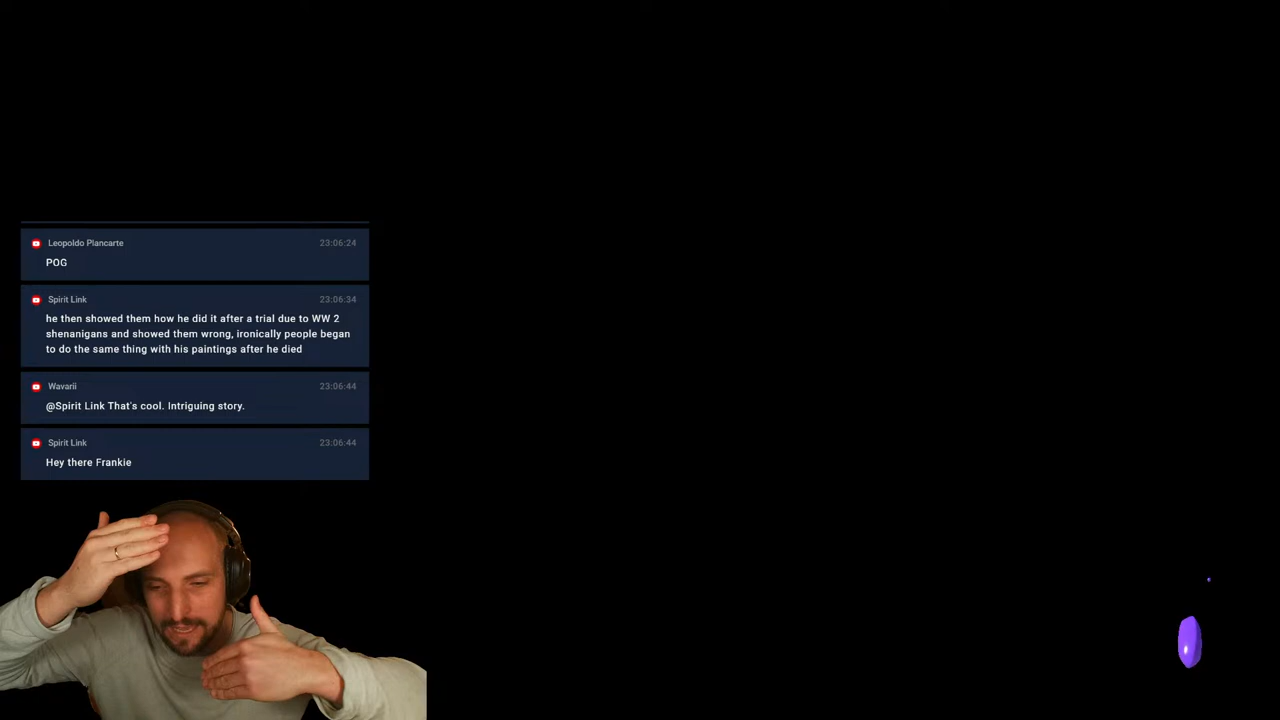 Leopoldo Plancarte 23:06:24
POG
Spirit Link 23:06:34
he then showed them how he did it after a trial due to WW 2
shenanigans and showed them wrong, ironically people began
to do the same thing with his paintings after he died
Wavarii 23:06:44
@Spirit Link That's cool. Intriguing story.
Spirit Link 23:06:44
Hey there Frankie